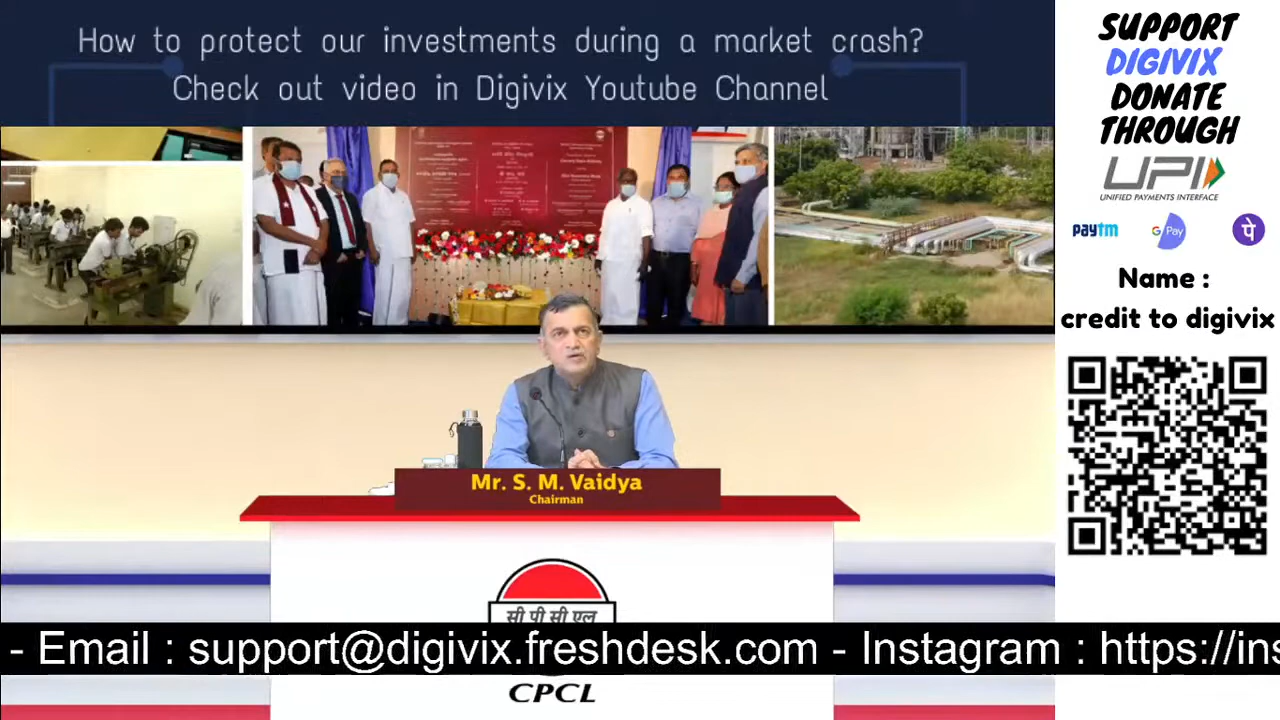 How to protect our investments during a market crash?
Check out video in Digivix Youtube Channel
SUPPORT
DIGIVIX
DONATE
THROUGH
UPI
UNIFIED PAYMENTS INTERFACE
paytm
G Pay
पे
Name :
credit to digivix
Mr. S. M. Vaidya
Chairman
सी पी सी एल
- Email : support@digivix.freshdesk.com - Instagram : https://ins
CPCL